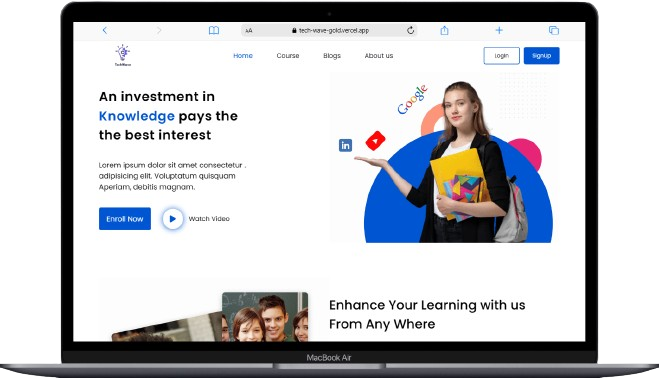 AA tech-wave-gold.vercel.app
TechWave
Home Course Blogs About us Login SignUp
Google
An investment in
Knowledge pays the
the best interest
in
Lorem ipsum dolor sit amet consectetur .
adipisicing elit. Voluptatum quisquam
Aperiam, debitis magnam.
Enroll Now Watch Video
Enhance Your Learning with us
From Any Where
MacBook Air